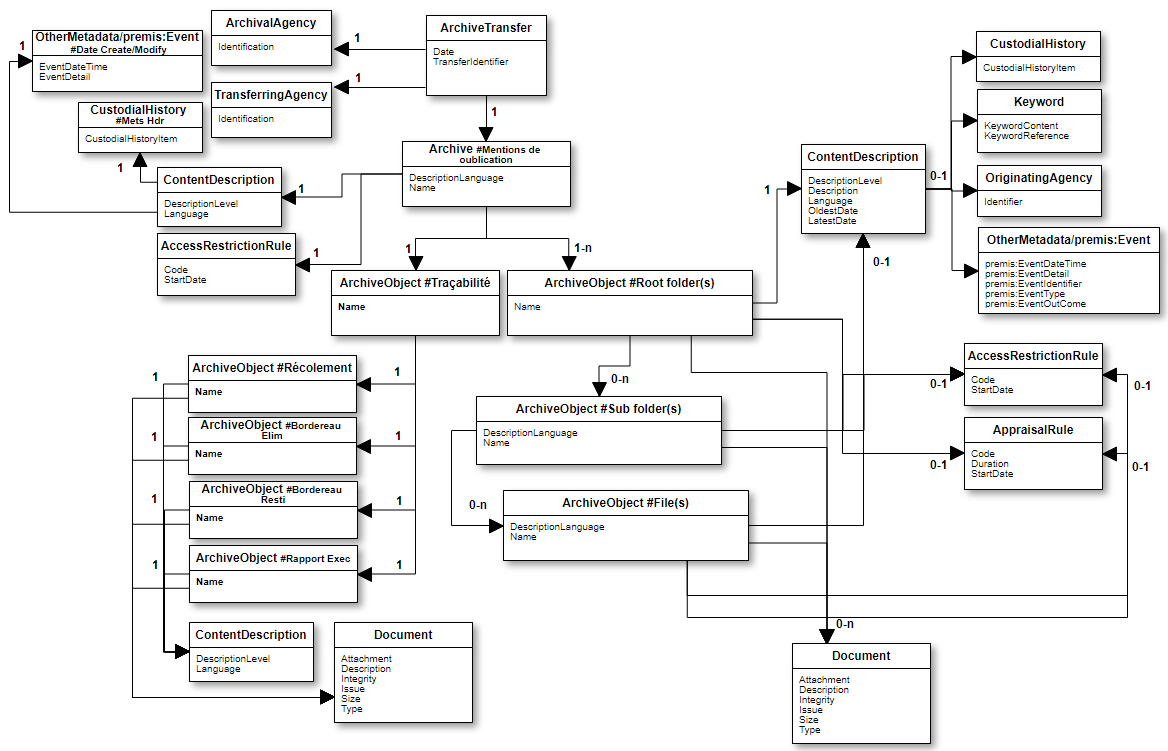 ArchiveTransfer
Date
TransferIdentifier
ArchivalAgency
Identification
1
TransferringAgency
Identification
1
1
OtherMetadata/premis:Event
#Date Create/Modify
EventDateTime
EventDetail
1
CustodialHistory
#Mets Hdr
CustodialHistoryItem
1
Archive #Mentions de
oublication
DescriptionLanguage
Name
ContentDescription
DescriptionLevel
Language
1
AccessRestrictionRule
Code
StartDate
1
1
1-n
ArchiveObject #Traçabilité
Name
ArchiveObject #Root folder(s)
Name
1
ContentDescription
DescriptionLevel
Description
Language
OldestDate
LatestDate
0-1
0-1
CustodialHistory
CustodialHistoryItem
Keyword
KeywordContent
KeywordReference
OriginatingAgency
Identifier
OtherMetadata/premis:Event
premis:EventDateTime
premis:EventDetail
premis:EventIdentifier
premis:EventType
premis:EventOutCome
AccessRestrictionRule
Code
StartDate
0-1
0-1
AppraisalRule
Code
Duration
StartDate
0-1
0-1
0-n
ArchiveObject #Sub folder(s)
DescriptionLanguage
Name
0-n
ArchiveObject #File(s)
DescriptionLanguage
Name
0-n
Document
Attachment
Description
Integrity
Issue
Size
Type
ArchiveObject #Récolement
Name
1
1
ArchiveObject #Bordereau
Elim
Name
1
1
ArchiveObject #Bordereau
Resti
Name
1
1
ArchiveObject #Rapport Exec
Name
1
1
ContentDescription
DescriptionLevel
Language
Document
Attachment
Description
Integrity
Issue
Size
Type